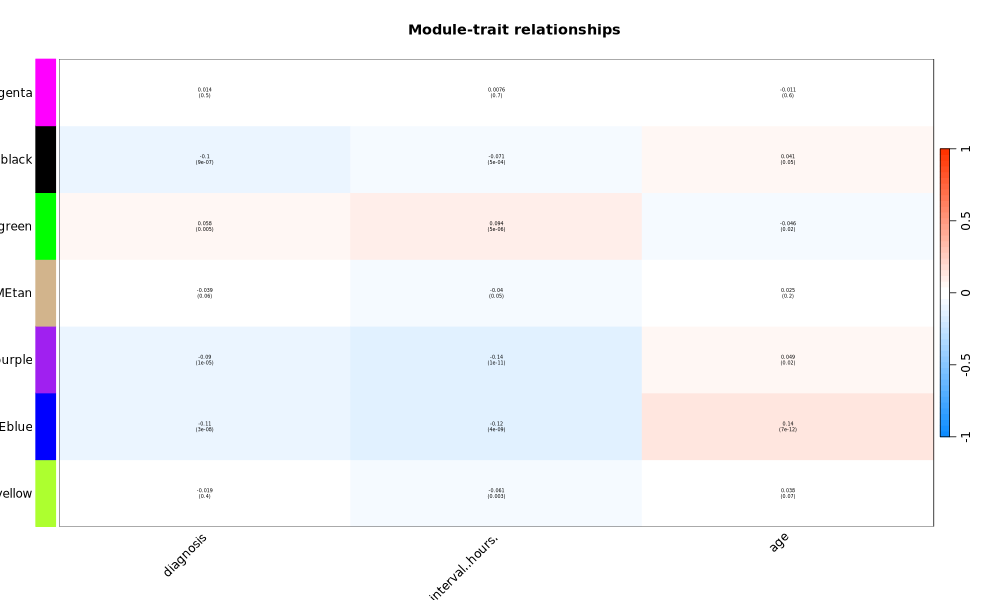 Module-trait relationships
genta
0.014
(0.5)
0.0076
(0.7)
-0.011
(0.6)
black
-0.1
(9e-07)
-0.071
(5e-04)
0.041
(0.05)
green
0.058
(0.005)
0.094
(5e-06)
-0.046
(0.02)
MEtan
-0.039
(0.06)
-0.04
(0.05)
0.025
(0.2)
purple
-0.09
(1e-05)
-0.14
(1e-11)
0.049
(0.02)
Eblue
-0.11
(3e-08)
-0.12
(4e-09)
0.14
(7e-12)
yellow
-0.019
(0.4)
-0.061
(0.003)
0.038
(0.07)
diagnosis
interval..hours.
age
1
0.5
0
-0.5
-1